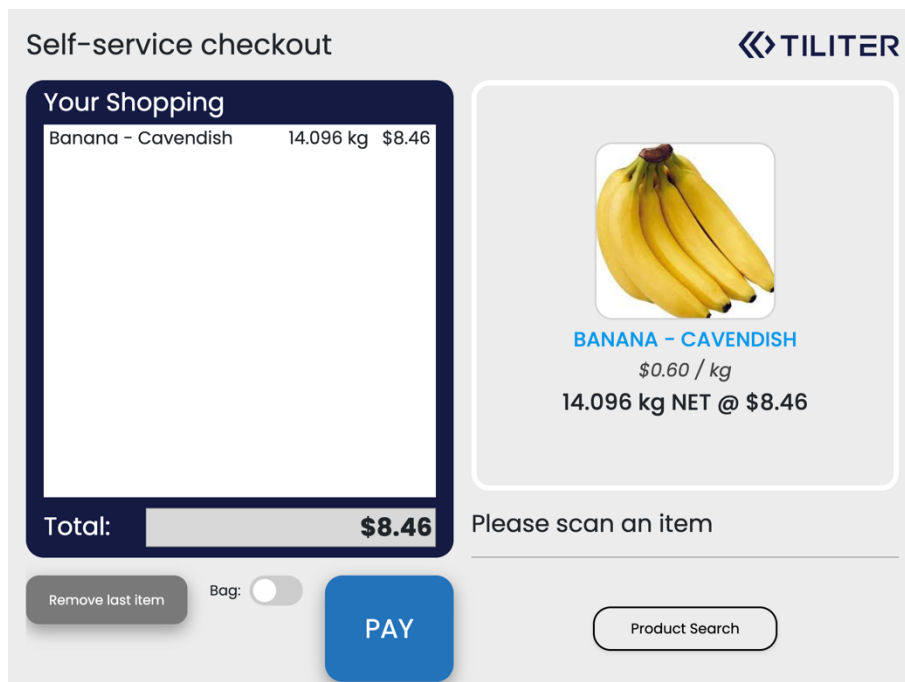 Self-service checkout
TILITER
Your Shopping
Banana - Cavendish 14.096 kg $8.46
Total: $8.46
BANANA - CAVENDISH
$0.60 / kg
14.096 kg NET @ $8.46
Please scan an item
Remove last item
Bag:
PAY
Product Search